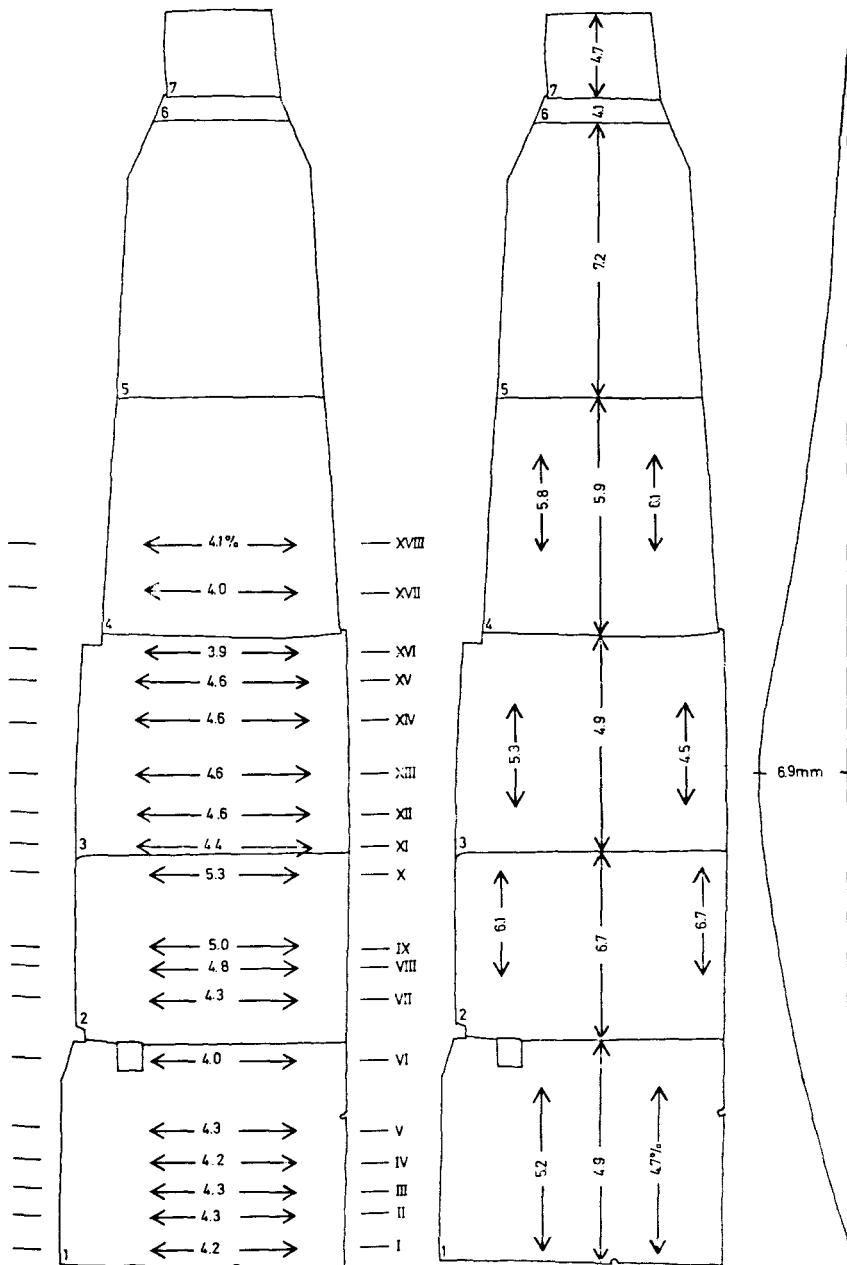 7
6
5
4.1% XVIII
4.0 XVII
4
3.9 XVI
4.6 XV
4.6 XIV
4.6 XIII
4.6 XII
4.4 XI
3
5.3 X
5.0 IX
4.8 VIII
4.3 VII
2
4.0 VI
4.3 V
4.2 IV
4.3 III
4.3 II
4.2 I
1
4.7
7
6 4.1
7.2
5
5.8 5.9 6.1
4
5.3 4.9 4.5
6.9mm
3
6.1 6.7 6.7
2
5.2 4.9 4.7%
1